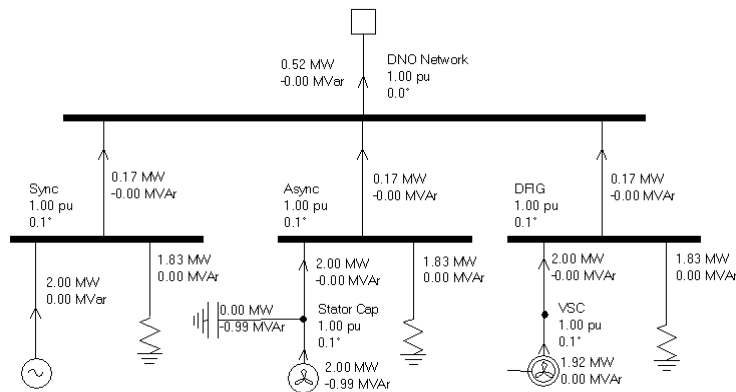 DNO Network
0.52 MW
1.00 pu
-0.00 MVar
0.0°
0.17 MW
-0.00 MVAr
0.17 MW
-0.00 MVAr
0.17 MW
-0.00 MVAr
Sync
1.00 pu
0.1°
Async
1.00 pu
0.1°
DFIG
1.00 pu
0.1°
2.00 MW
0.00 MVar
1.83 MW
0.00 MVAr
2.00 MW
-0.00 MVAr
1.83 MW
0.00 MVAr
2.00 MW
-0.00 MVAr
1.83 MW
0.00 MVAr
0.00 MW
-0.99 MVAr
Stator Cap
1.00 pu
0.1°
VSC
1.00 pu
0.1°
2.00 MW
-0.99 MVAr
1.92 MW
0.00 MVAr